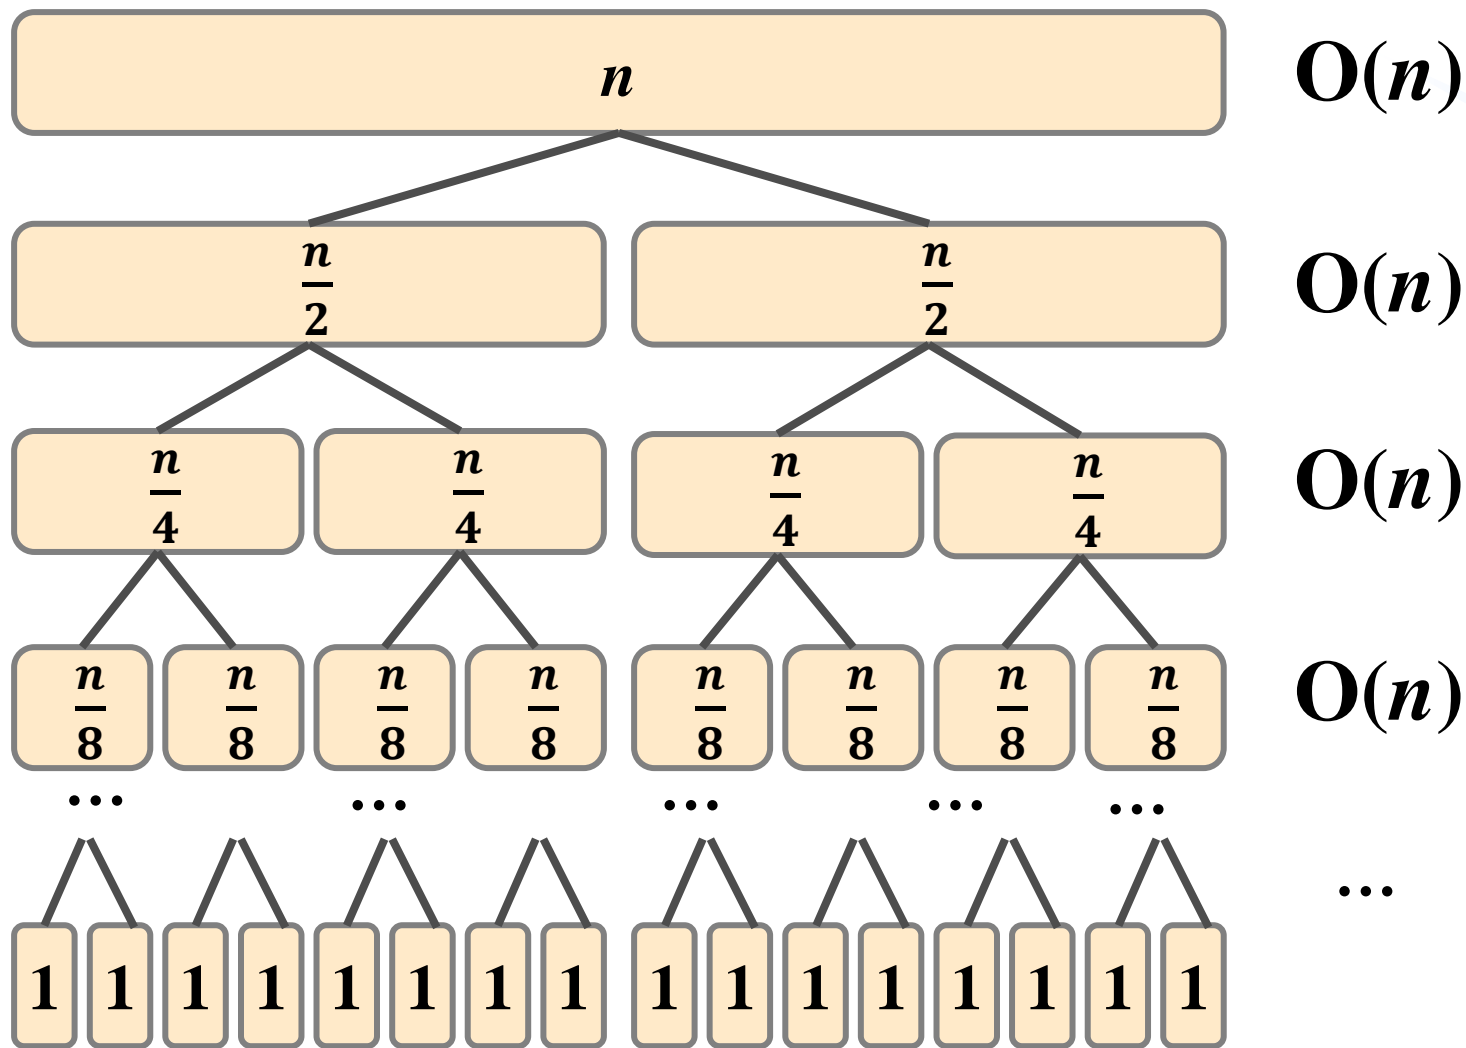 n O(n)
n/2 n/2 O(n)
n/4 n/4 n/4 n/4 O(n)
n/8 n/8 n/8 n/8 n/8 n/8 n/8 n/8 O(n)
... ... ... ... ...
...
1 1 1 1 1 1 1 1 1 1 1 1 1 1 1 1